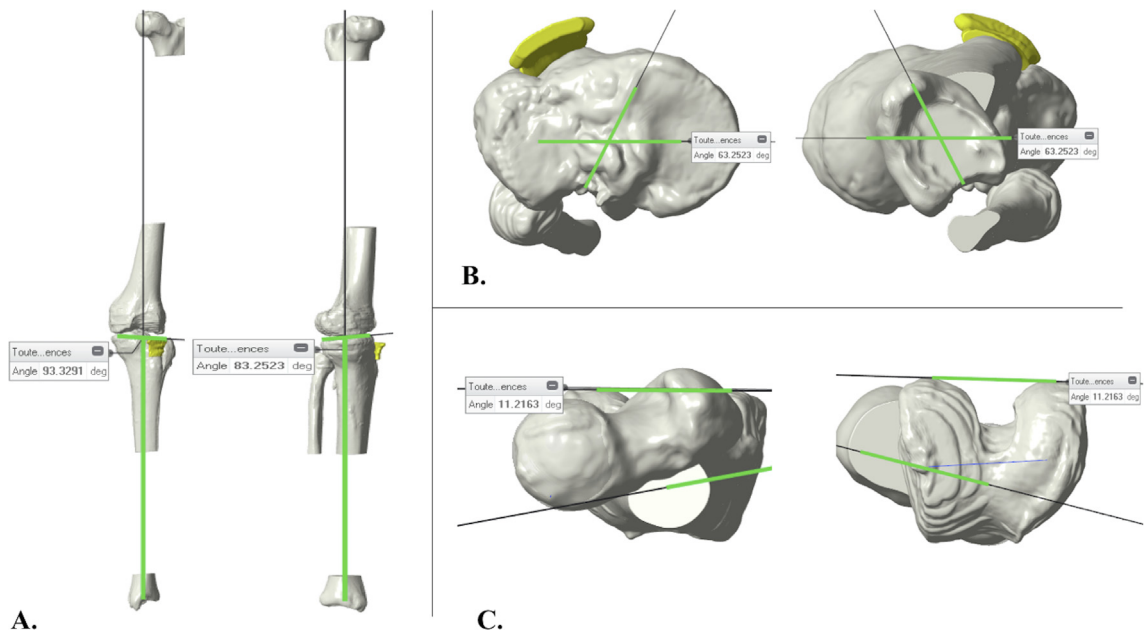 Toute...ences
Angle 93.3291 deg
Toute...ences
Angle 83.2523 deg
A.
Toute...ences
Angle 63.2523 deg
Toute...ences
Angle 63.2523 deg
B.
Toute...ences
Angle 11.2163 deg
Toute...ences
Angle 11.2163 deg
C.